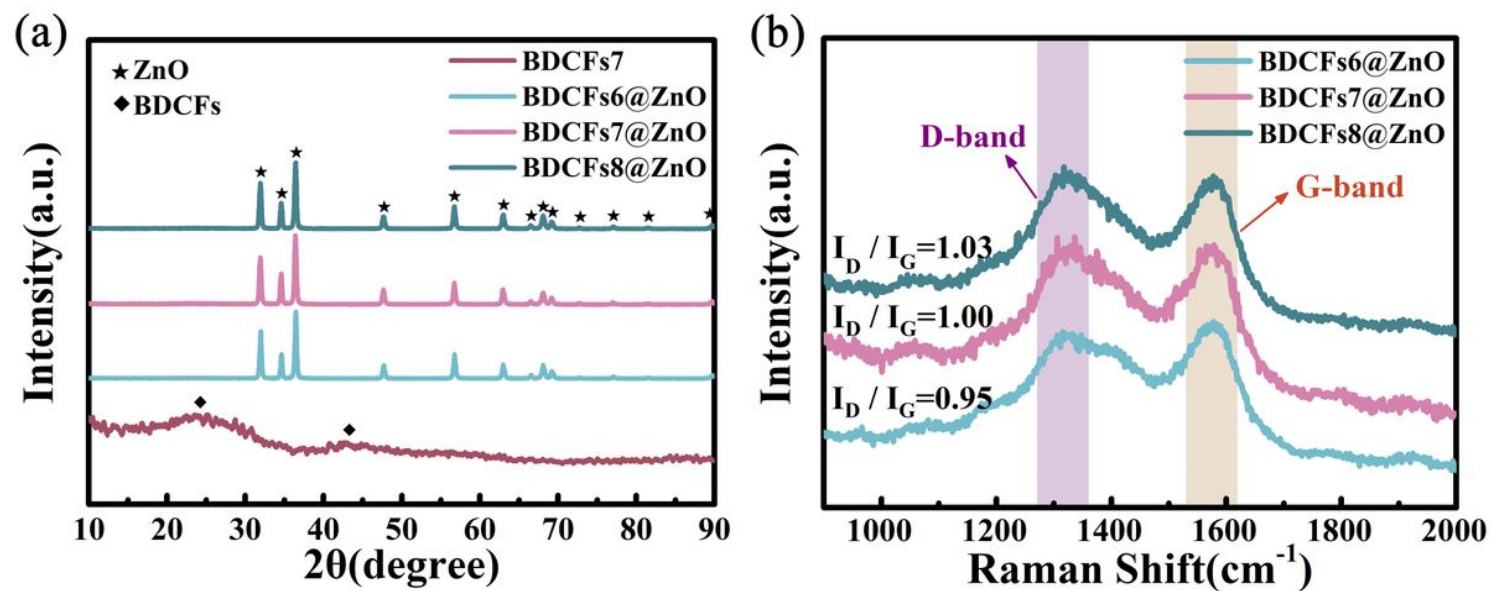 (a)
★ ZnO
◆ BDCFs
BDCFs7
BDCFs6@ZnO
BDCFs7@ZnO
BDCFs8@ZnO
Intensity(a.u.)
10 20 30 40 50 60 70 80 90
2θ(degree)
(b)
BDCFs6@ZnO
BDCFs7@ZnO
BDCFs8@ZnO
D-band
G-band
I_D / I_G=1.03
I_D / I_G=1.00
I_D / I_G=0.95
Intensity(a.u.)
1000 1200 1400 1600 1800 2000
Raman Shift(cm⁻¹)